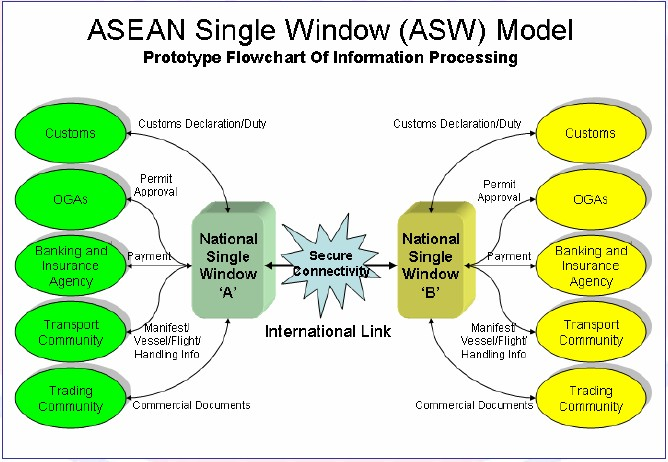 ASEAN Single Window (ASW) Model
Prototype Flowchart Of Information Processing
Customs
Customs Declaration/Duty
OGAs
Permit
Approval
Banking and
Insurance
Agency
Payment
Transport
Community
Manifest/
Vessel/Flight/
Handling Info
Trading
Community
Commercial Documents
National
Single
Window
‘A’
Secure
Connectivity
International Link
National
Single
Window
‘B’
Customs Declaration/Duty
Customs
Permit
Approval
OGAs
Payment
Banking and
Insurance
Agency
Manifest/
Vessel/Flight/
Handling Info
Transport
Community
Commercial Documents
Trading
Community